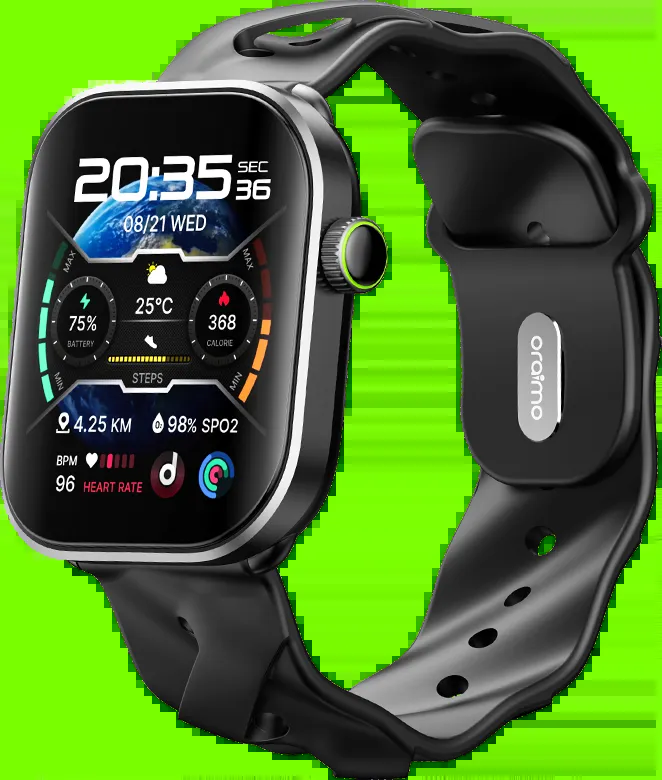 20:35 SEC 36
08/21 WED
MAX
MAX
25°C
75%
BATTERY
368
CALORIE
MIN
STEPS
MIN
4.25 KM
98% SPO2
BPM
96 HEART RATE
oraimo